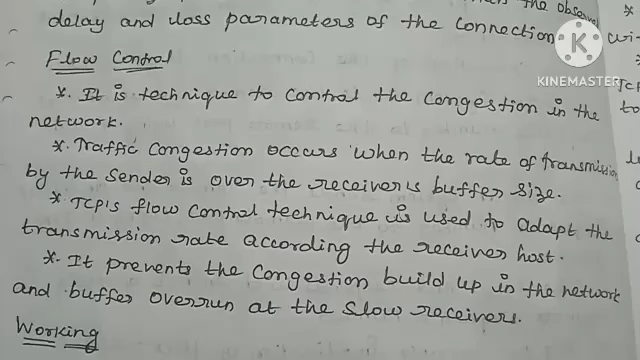 the observe
delay and loss parameters of the connection
Flow Control
*. It is technique to control the congestion in the
network.
* Traffic congestion occurs when the rate of transmission
by the sender is over the receiver's buffer size.
* TCP's flow control technique is used to adapt the
transmission rate according the receiver host.
*. It prevents the congestion build up in the network
and buffer overrun at the slow receivers.
Working
K
KINEMASTER